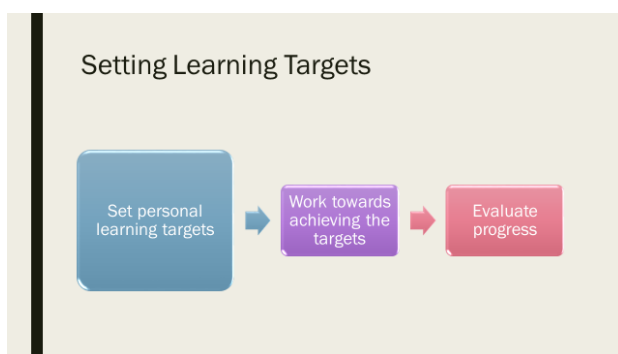 Setting Learning Targets
Set personal
learning targets
Work towards
achieving the
targets
Evaluate
progress